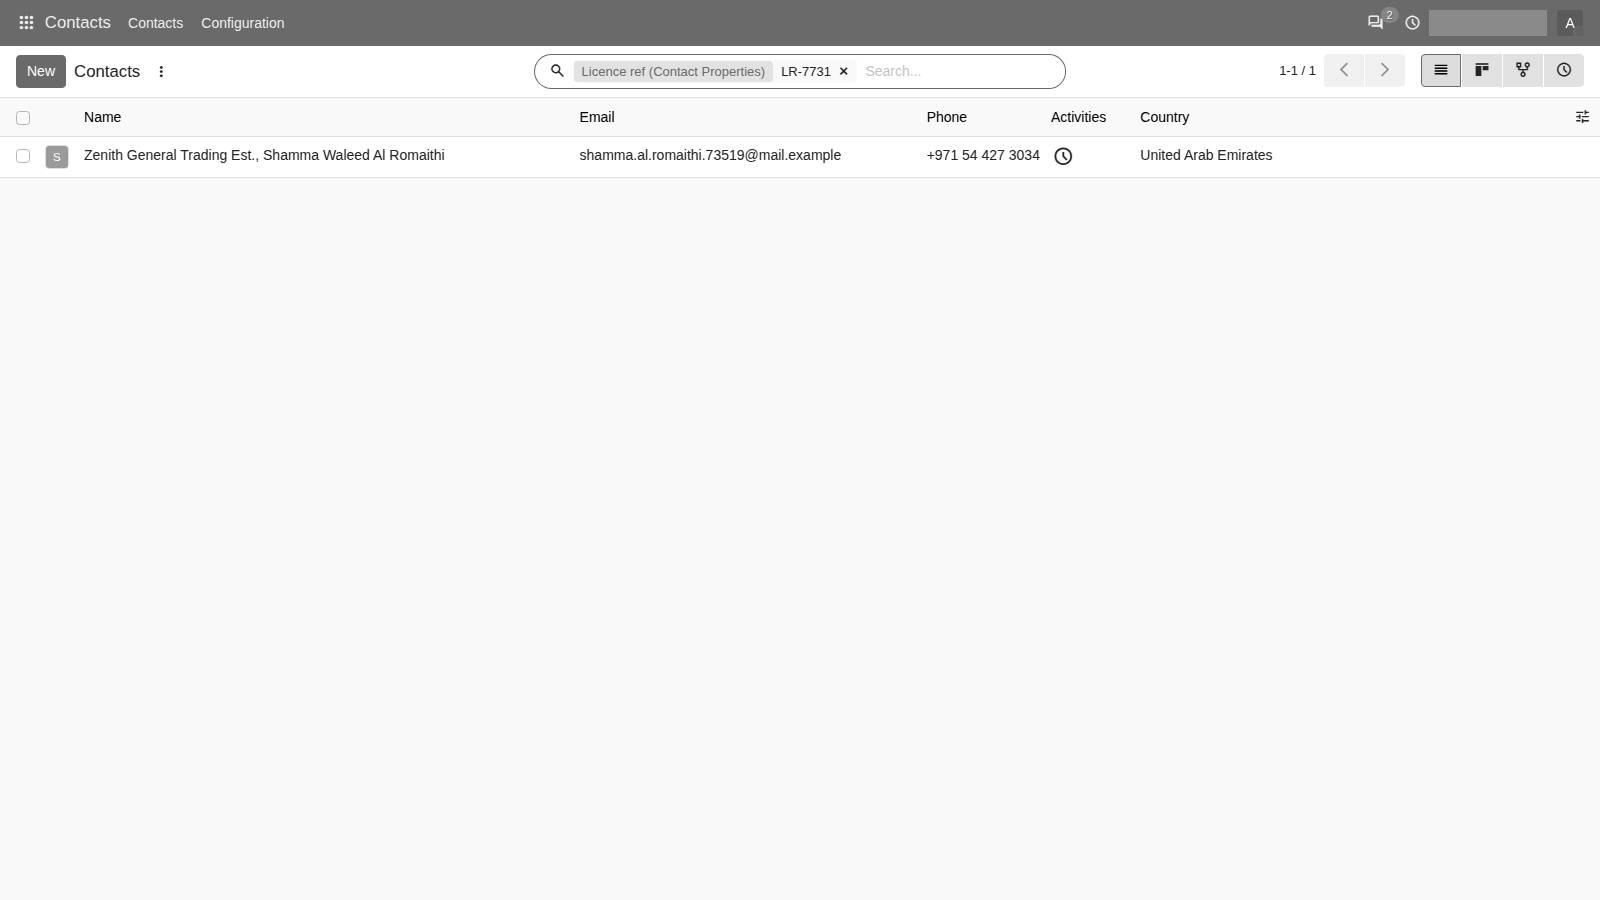 Contacts Contacts Configuration 2 A
New Contacts Licence ref (Contact Properties) LR-7731 × Search... 1-1 / 1
Name Email Phone Activities Country
S Zenith General Trading Est., Shamma Waleed Al Romaithi shamma.al.romaithi.73519@mail.example +971 54 427 3034 United Arab Emirates